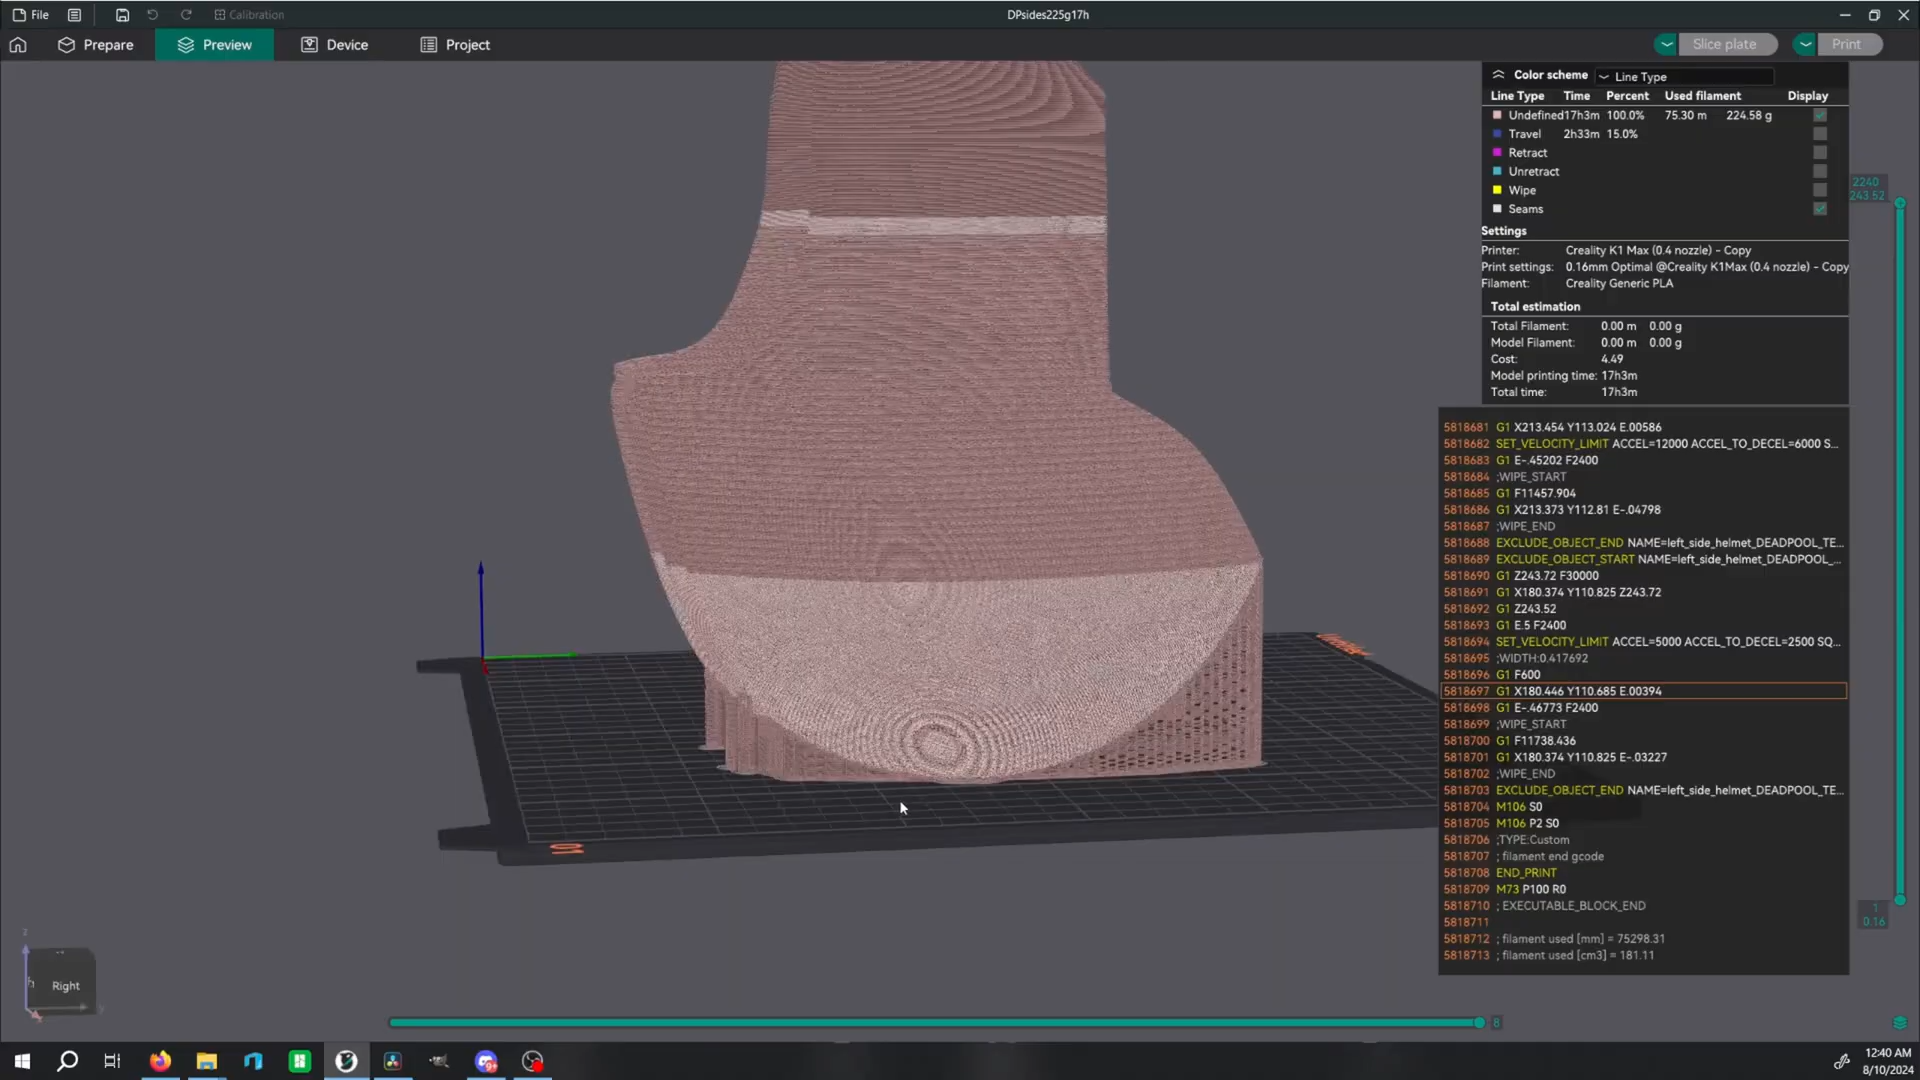 File
Calibration
DPsides225g17h
Prepare
Preview
Device
Project
Slice plate
Print
Color scheme
Line Type
Line Type Time Percent Used filament Display
Undefined 17h3m 100.0% 75.30 m 224.58 g
Travel 2h33m 15.0%
Retract
Unretract
Wipe
Seams
Settings
Printer: Creality K1 Max (0.4 nozzle) - Copy
Print settings: 0.16mm Optimal @Creality K1Max (0.4 nozzle) - Copy
Filament: Creality Generic PLA
Total estimation
Total Filament: 0.00 m 0.00 g
Model Filament: 0.00 m 0.00 g
Cost: 4.49
Model printing time: 17h3m
Total time: 17h3m
2240
243.52
5818681 G1 X213.454 Y113.024 E.00586
5818682 SET_VELOCITY_LIMIT ACCEL=12000 ACCEL_TO_DECEL=6000 S...
5818683 G1 E-.45202 F2400
5818684 ;WIPE_START
5818685 G1 F11457.904
5818686 G1 X213.373 Y112.81 E-.04798
5818687 ;WIPE_END
5818688 EXCLUDE_OBJECT_END NAME=left_side_helmet_DEADPOOL_TE...
5818689 EXCLUDE_OBJECT_START NAME=left_side_helmet_DEADPOOL_...
5818690 G1 Z243.72 F30000
5818691 G1 X180.374 Y110.825 Z243.72
5818692 G1 Z243.52
5818693 G1 E.5 F2400
5818694 SET_VELOCITY_LIMIT ACCEL=5000 ACCEL_TO_DECEL=2500 SQ...
5818695 ;WIDTH:0.417692
5818696 G1 F600
5818697 G1 X180.446 Y110.685 E.00394
5818698 G1 E-.46773 F2400
5818699 ;WIPE_START
5818700 G1 F11738.436
5818701 G1 X180.374 Y110.825 E-.03227
5818702 ;WIPE_END
5818703 EXCLUDE_OBJECT_END NAME=left_side_helmet_DEADPOOL_TE...
5818704 M106 S0
5818705 M106 P2 S0
5818706 ;TYPE:Custom
5818707 ; filament end gcode
5818708 END_PRINT
5818709 M73 P100 R0
5818710 ; EXECUTABLE_BLOCK_END
5818711
5818712 ; filament used [mm] = 75298.31
5818713 ; filament used [cm3] = 181.11
1
0.16
01
z
Right
y
8
9+
12:40 AM
8/10/2024